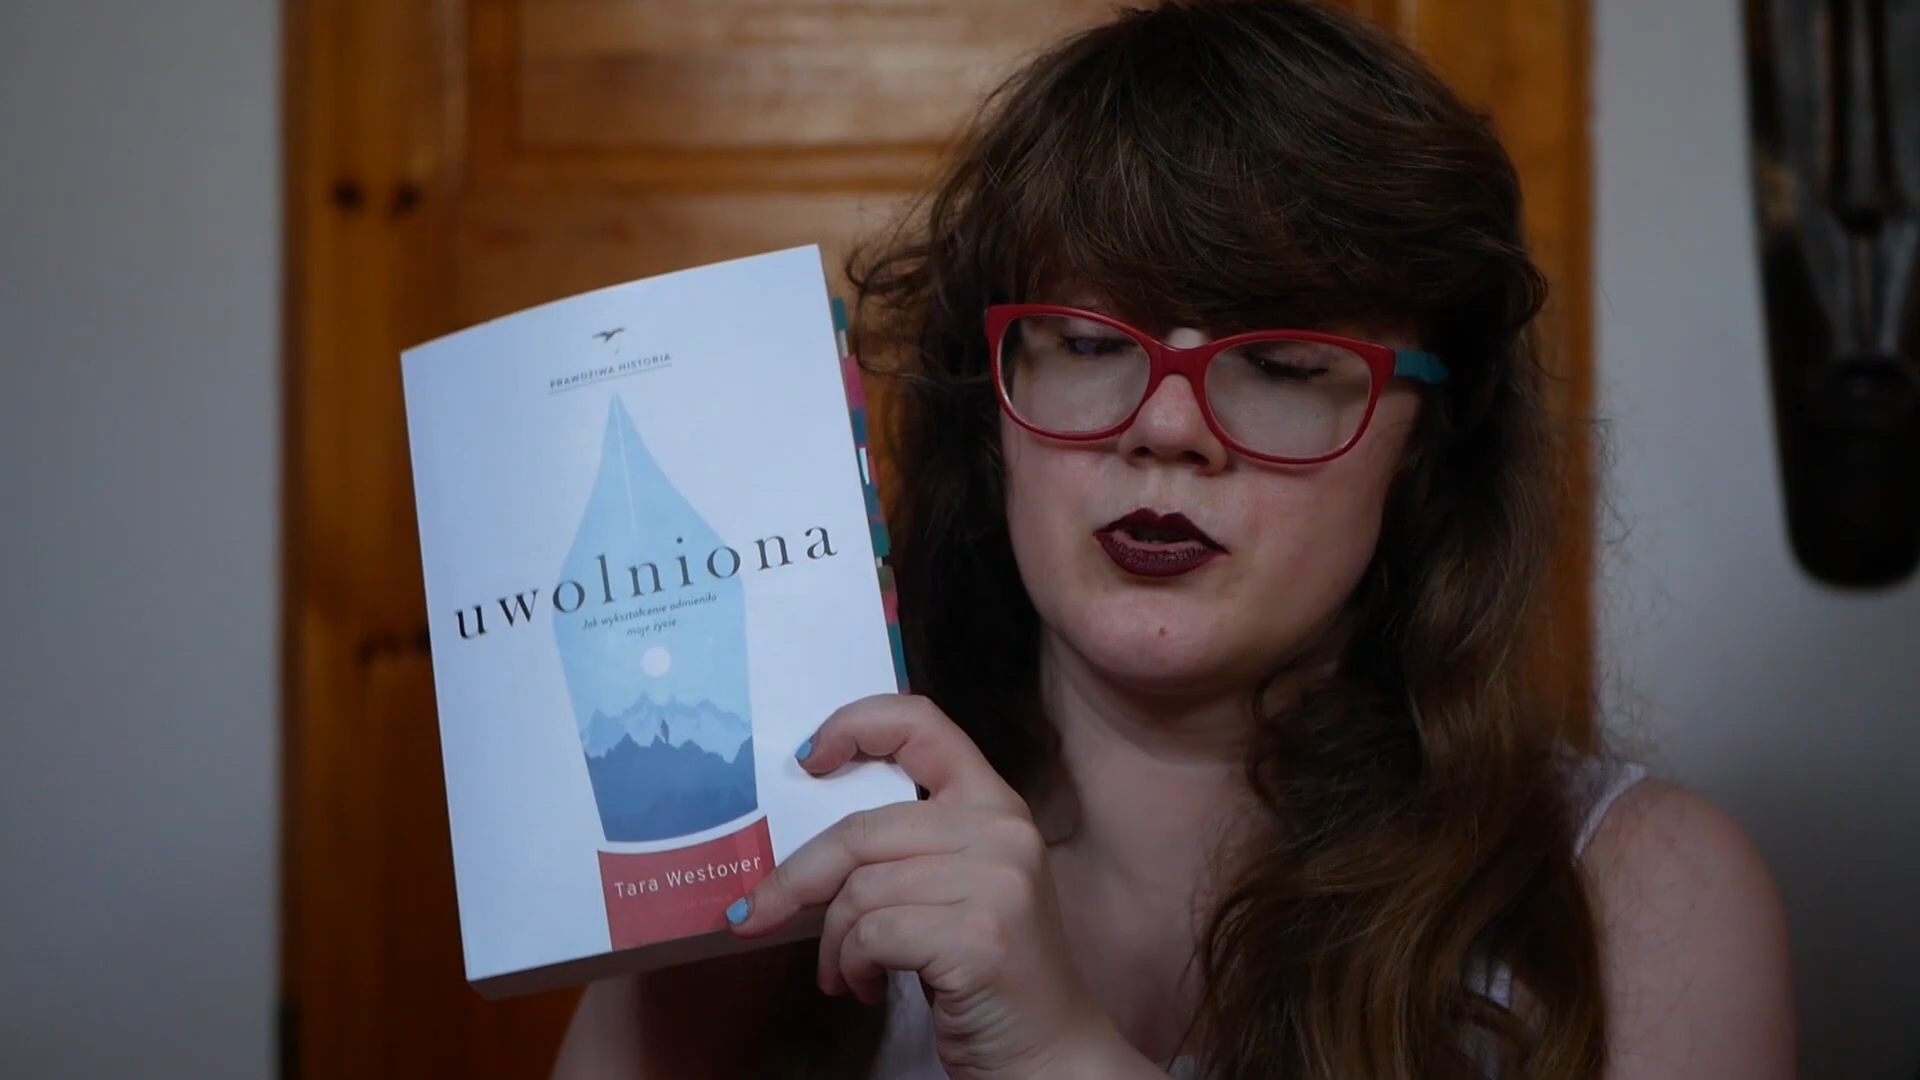 PRAWDZIWA HISTORIA
uwolniona
Jak wykształcenie odmieniło
moje życie
Tara Westover